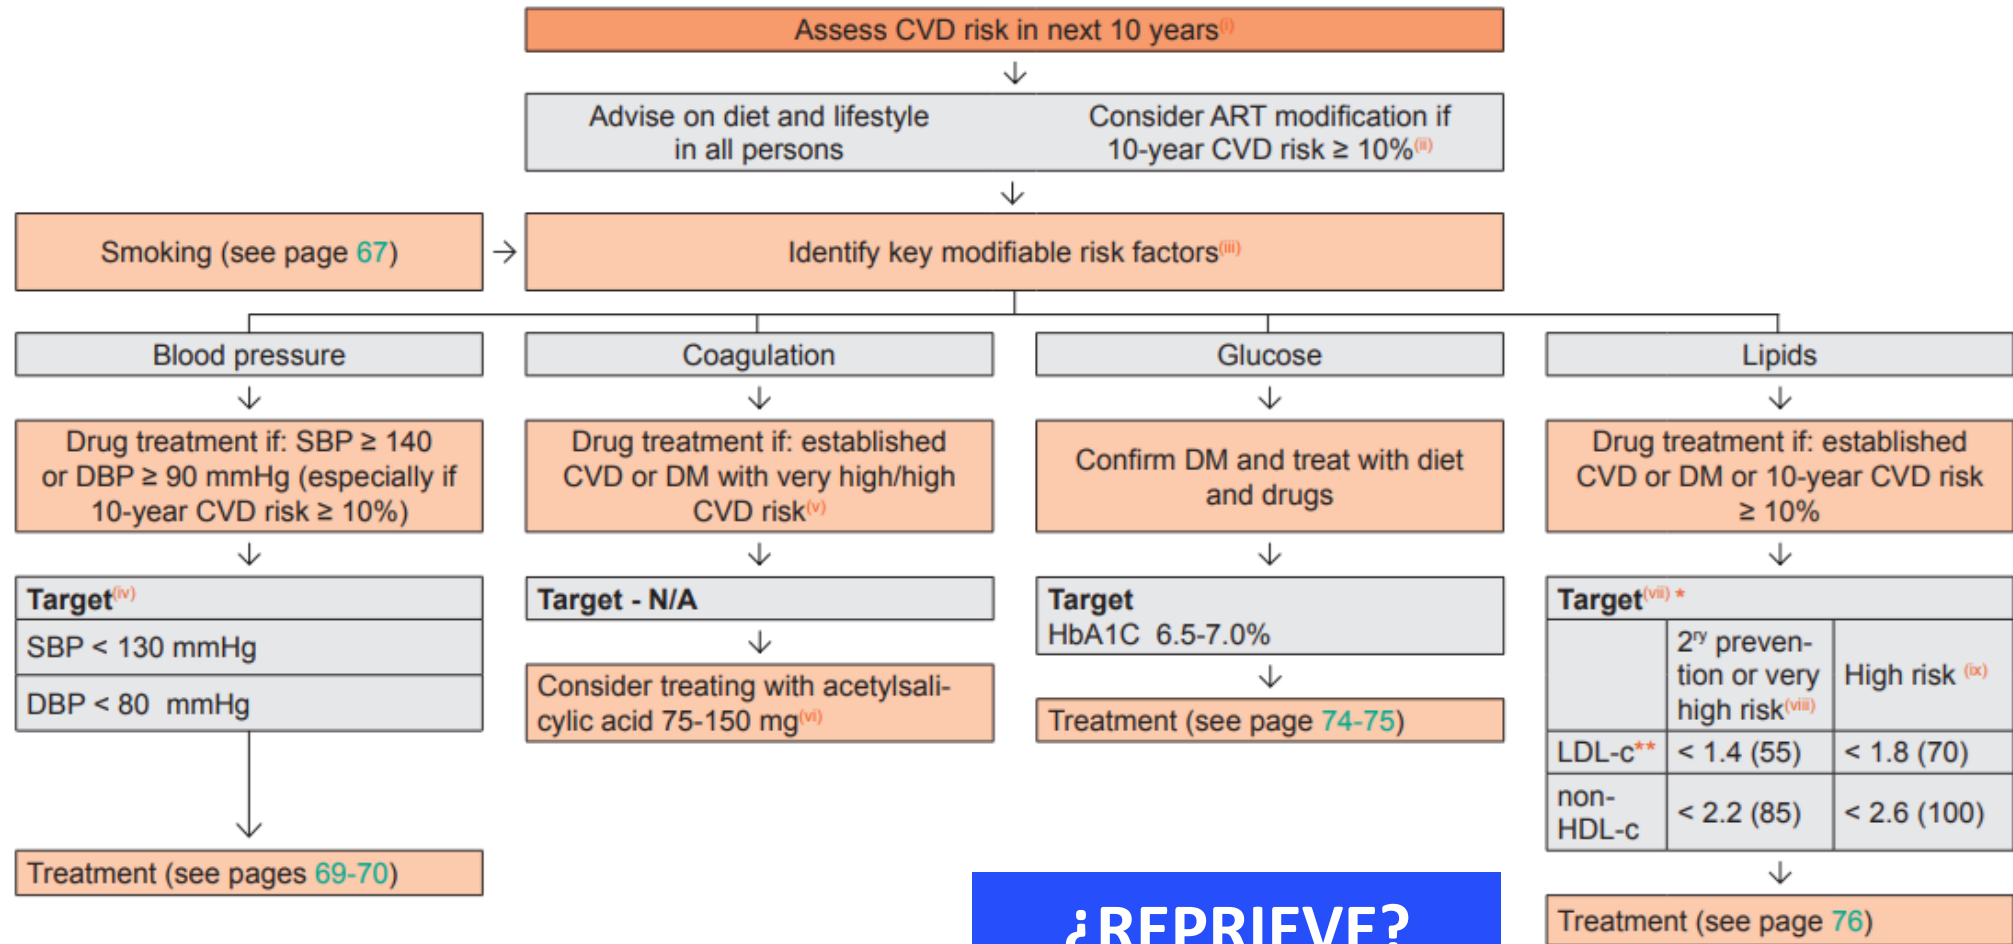 Assess CVD risk in next 10 years(i)
Advise on diet and lifestyle
in all persons
Consider ART modification if
10-year CVD risk ≥ 10%(ii)
Smoking (see page 67)
Identify key modifiable risk factors(iii)
Blood pressure
Drug treatment if: SBP ≥ 140
or DBP ≥ 90 mmHg (especially if
10-year CVD risk ≥ 10%)
Target(iv)
SBP < 130 mmHg
DBP < 80 mmHg
Treatment (see pages 69-70)
Coagulation
Drug treatment if: established
CVD or DM with very high/high
CVD risk(v)
Target - N/A
Consider treating with acetylsali-
cylic acid 75-150 mg(vi)
Glucose
Confirm DM and treat with diet
and drugs
Target
HbA1C 6.5-7.0%
Treatment (see page 74-75)
Lipids
Drug treatment if: established
CVD or DM or 10-year CVD risk
≥ 10%
Target(vii) *
2ry preven-
tion or very
high risk(viii)
High risk (ix)
LDL-c** < 1.4 (55) < 1.8 (70)
non-
HDL-c < 2.2 (85) < 2.6 (100)
Treatment (see page 76)
¿REPRIEVE?